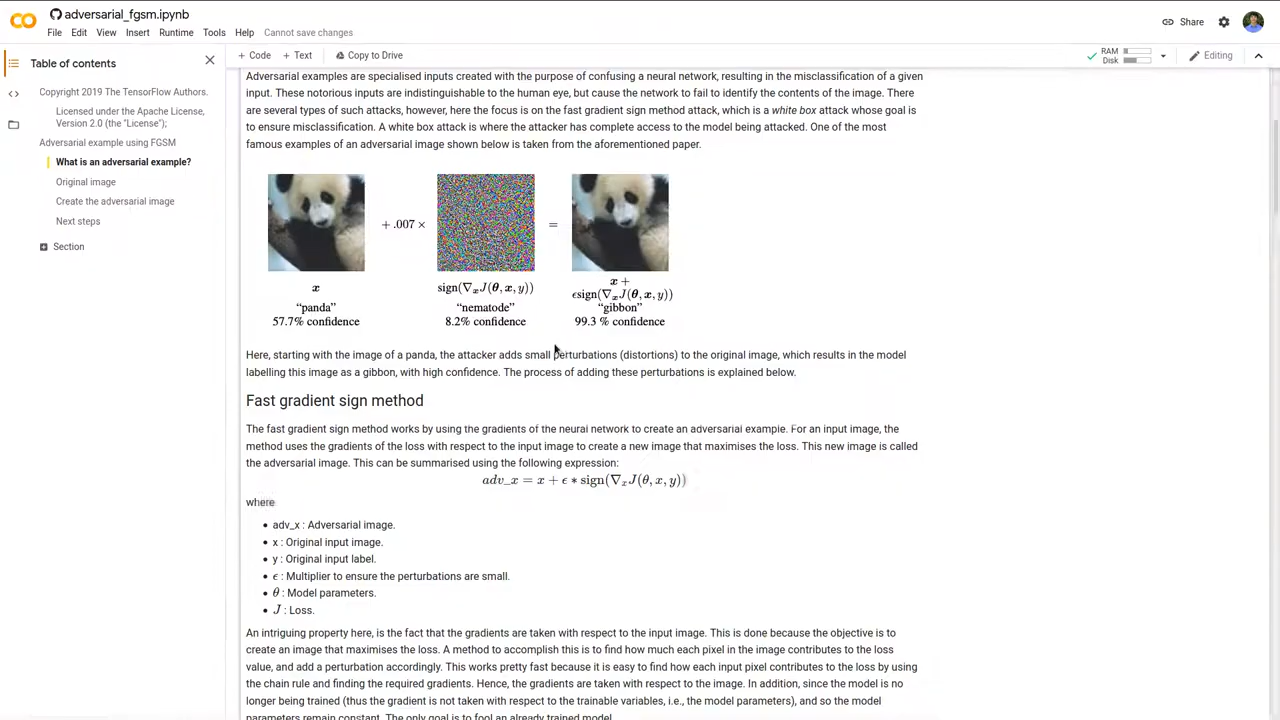 adversarial_fgsm.ipynb
File Edit View Insert Runtime Tools Help Cannot save changes
Share
+ Code + Text Copy to Drive
RAM
Disk
Editing
Table of contents
Copyright 2019 The TensorFlow Authors.
Licensed under the Apache License,
Version 2.0 (the "License");
Adversarial example using FGSM
What is an adversarial example?
Original image
Create the adversarial image
Next steps
Section
Adversarial examples are specialised inputs created with the purpose of confusing a neural network, resulting in the misclassification of a given
input. These notorious inputs are indistinguishable to the human eye, but cause the network to fail to identify the contents of the image. There
are several types of such attacks, however, here the focus is on the fast gradient sign method attack, which is a white box attack whose goal is
to ensure misclassification. A white box attack is where the attacker has complete access to the model being attacked. One of the most
famous examples of an adversarial image shown below is taken from the aforementioned paper.
+ .007 × =
x
"panda"
57.7% confidence
sign(∇ₓJ(θ, x, y))
"nematode"
8.2% confidence
x +
ϵsign(∇ₓJ(θ, x, y))
"gibbon"
99.3 % confidence
Here, starting with the image of a panda, the attacker adds small perturbations (distortions) to the original image, which results in the model
labelling this image as a gibbon, with high confidence. The process of adding these perturbations is explained below.
Fast gradient sign method
The fast gradient sign method works by using the gradients of the neural network to create an adversarial example. For an input image, the
method uses the gradients of the loss with respect to the input image to create a new image that maximises the loss. This new image is called
the adversarial image. This can be summarised using the following expression:
adv_x = x + ϵ * sign(∇ₓJ(θ, x, y))
where
• adv_x : Adversarial image.
• x : Original input image.
• y : Original input label.
• ϵ : Multiplier to ensure the perturbations are small.
• θ : Model parameters.
• J : Loss.
An intriguing property here, is the fact that the gradients are taken with respect to the input image. This is done because the objective is to
create an image that maximises the loss. A method to accomplish this is to find how much each pixel in the image contributes to the loss
value, and add a perturbation accordingly. This works pretty fast because it is easy to find how each input pixel contributes to the loss by using
the chain rule and finding the required gradients. Hence, the gradients are taken with respect to the image. In addition, since the model is no
longer being trained (thus the gradient is not taken with respect to the trainable variables, i.e., the model parameters), and so the model
parameters remain constant. The only goal is to fool an already trained model.